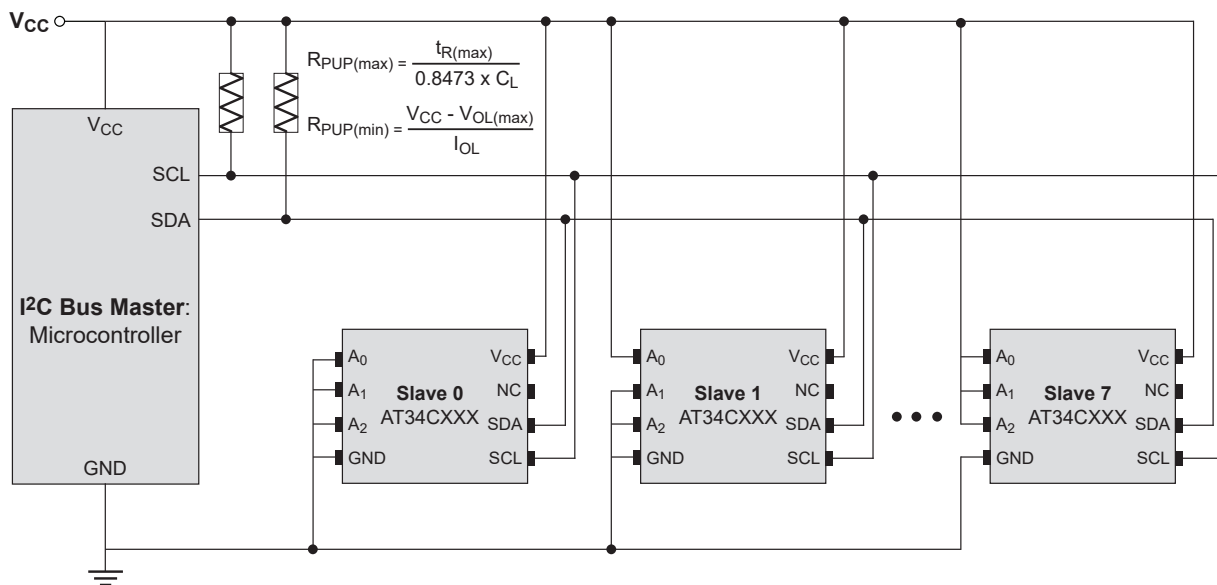 VCC
RPUP(max) = tR(max)
0.8473 x CL
RPUP(min) = VCC - VOL(max)
IOL
VCC
SCL
SDA
I2C Bus Master:
Microcontroller
GND
A0
A1
A2
GND
Slave 0
AT34CXXX
VCC
NC
SDA
SCL
A0
A1
A2
GND
Slave 1
AT34CXXX
VCC
NC
SDA
SCL
A0
A1
A2
GND
Slave 7
AT34CXXX
VCC
NC
SDA
SCL